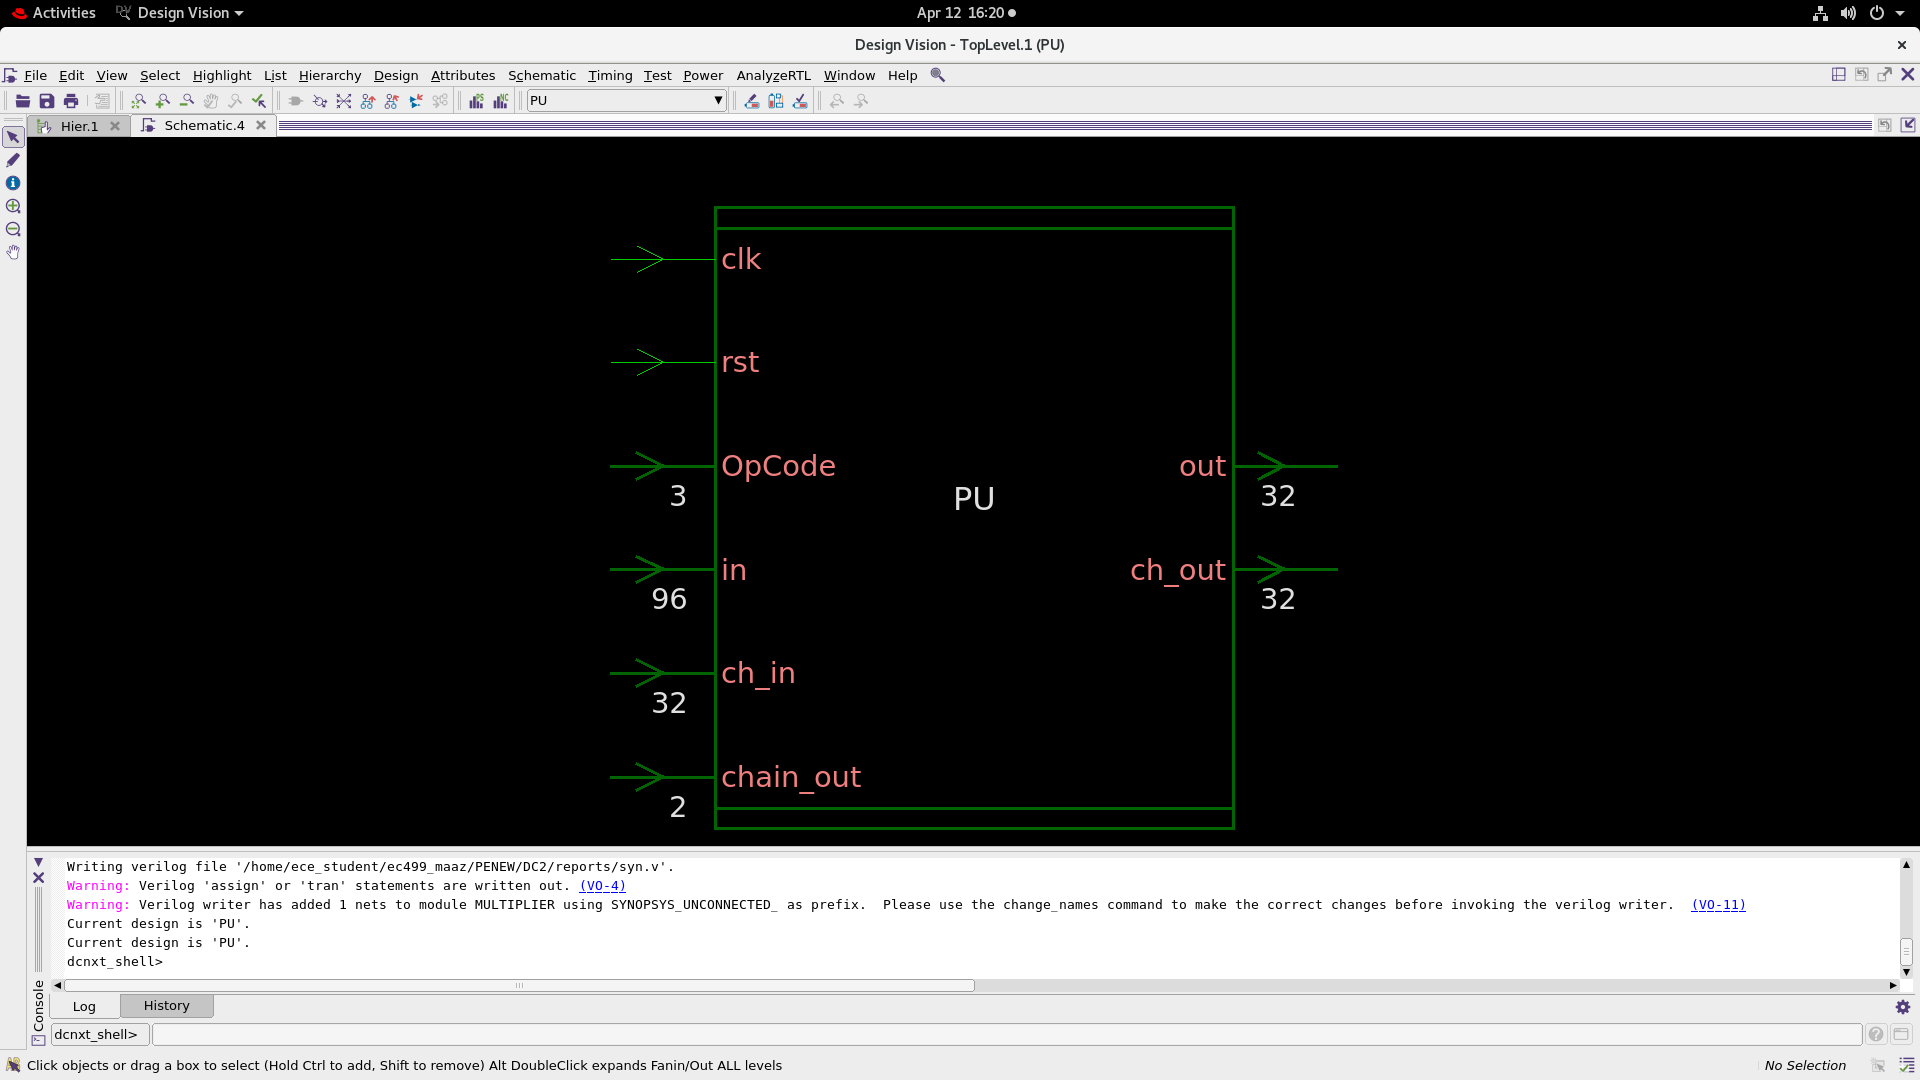 Activities Design Vision Apr 12 16:20
Design Vision - TopLevel.1 (PU)
File Edit View Select Highlight List Hierarchy Design Attributes Schematic Timing Test Power AnalyzeRTL Window Help
PU
Hier.1 Schematic.4
clk
rst
OpCode out
3 PU 32
in ch_out
96 32
ch_in
32
chain_out
2
Writing verilog file '/home/ece_student/ec499_maaz/PENEW/DC2/reports/syn.v'.
Warning: Verilog 'assign' or 'tran' statements are written out. (VO-4)
Warning: Verilog writer has added 1 nets to module MULTIPLIER using SYNOPSYS_UNCONNECTED_ as prefix.  Please use the change_names command to make the correct changes before invoking the verilog writer.  (VO-11)
Current design is 'PU'.
Current design is 'PU'.
dcnxt_shell>
Console
Log History
dcnxt_shell>
Click objects or drag a box to select (Hold Ctrl to add, Shift to remove) Alt DoubleClick expands Fanin/Out ALL levels No Selection